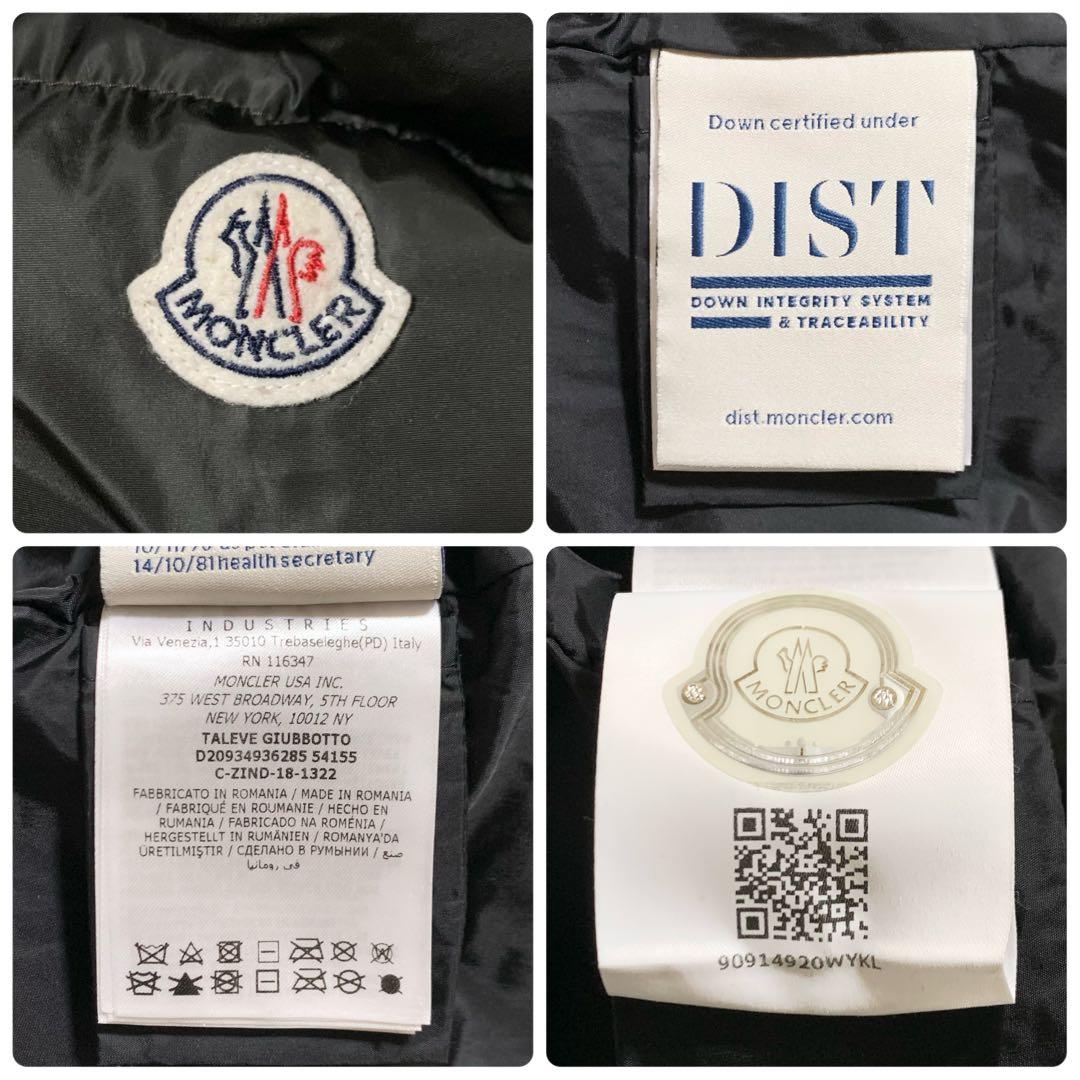 MONCLER
Down certified under
DIST
DOWN INTEGRITY SYSTEM
& TRACEABILITY
dist.moncler.com
14/10/81 health secretary
INDUSTRIES
Via Venezia,1 35010 Trebaseleghe(PD) Italy
RN 116347
MONCLER USA INC.
375 WEST BROADWAY, 5TH FLOOR
NEW YORK, 10012 NY
TALEVE GIUBBOTTO
D20934936285 54155
C-ZIND-18-1322
FABBRICATO IN ROMANIA / MADE IN ROMANIA
/ FABRIQUÉ EN ROUMANIE / HECHO EN
RUMANIA / FABRICADO NA ROMÉNIA /
HERGESTELLT IN RUMÄNIEN / ROMANYA'DA
ÜRETILMIŞTIR / СДЕЛАНО В РУМЫНИИ / صنع
في رومانيا
MONCLER
90914920WYKL